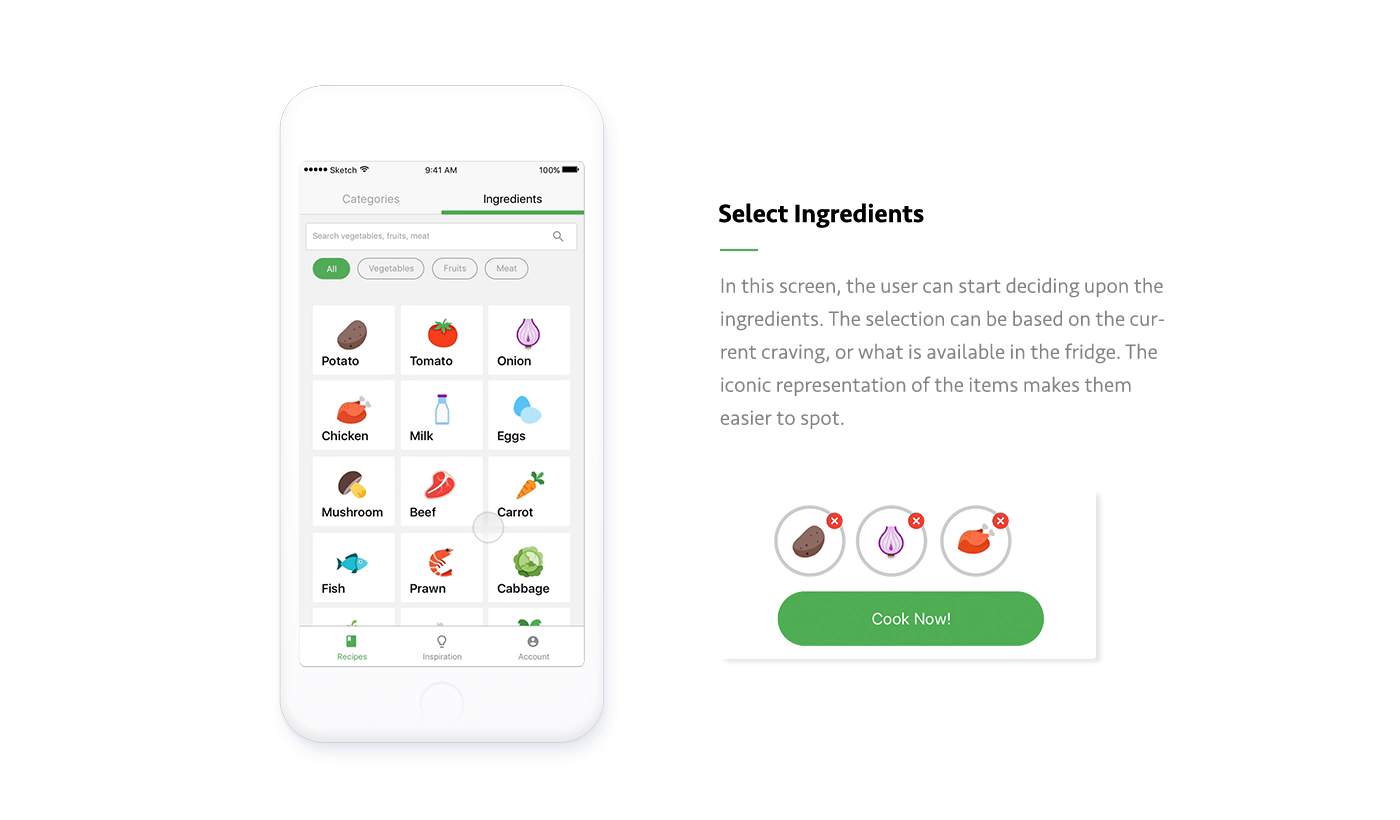 Sketch 9:41 AM 100%
Categories Ingredients
Search vegetables, fruits, meat
All Vegetables Fruits Meat
Potato Tomato Onion
Chicken Milk Eggs
Mushroom Beef Carrot
Fish Prawn Cabbage
Recipes Inspiration Account
Select Ingredients
In this screen, the user can start deciding upon the
ingredients. The selection can be based on the cur-
rent craving, or what is available in the fridge. The
iconic representation of the items makes them
easier to spot.
Cook Now!